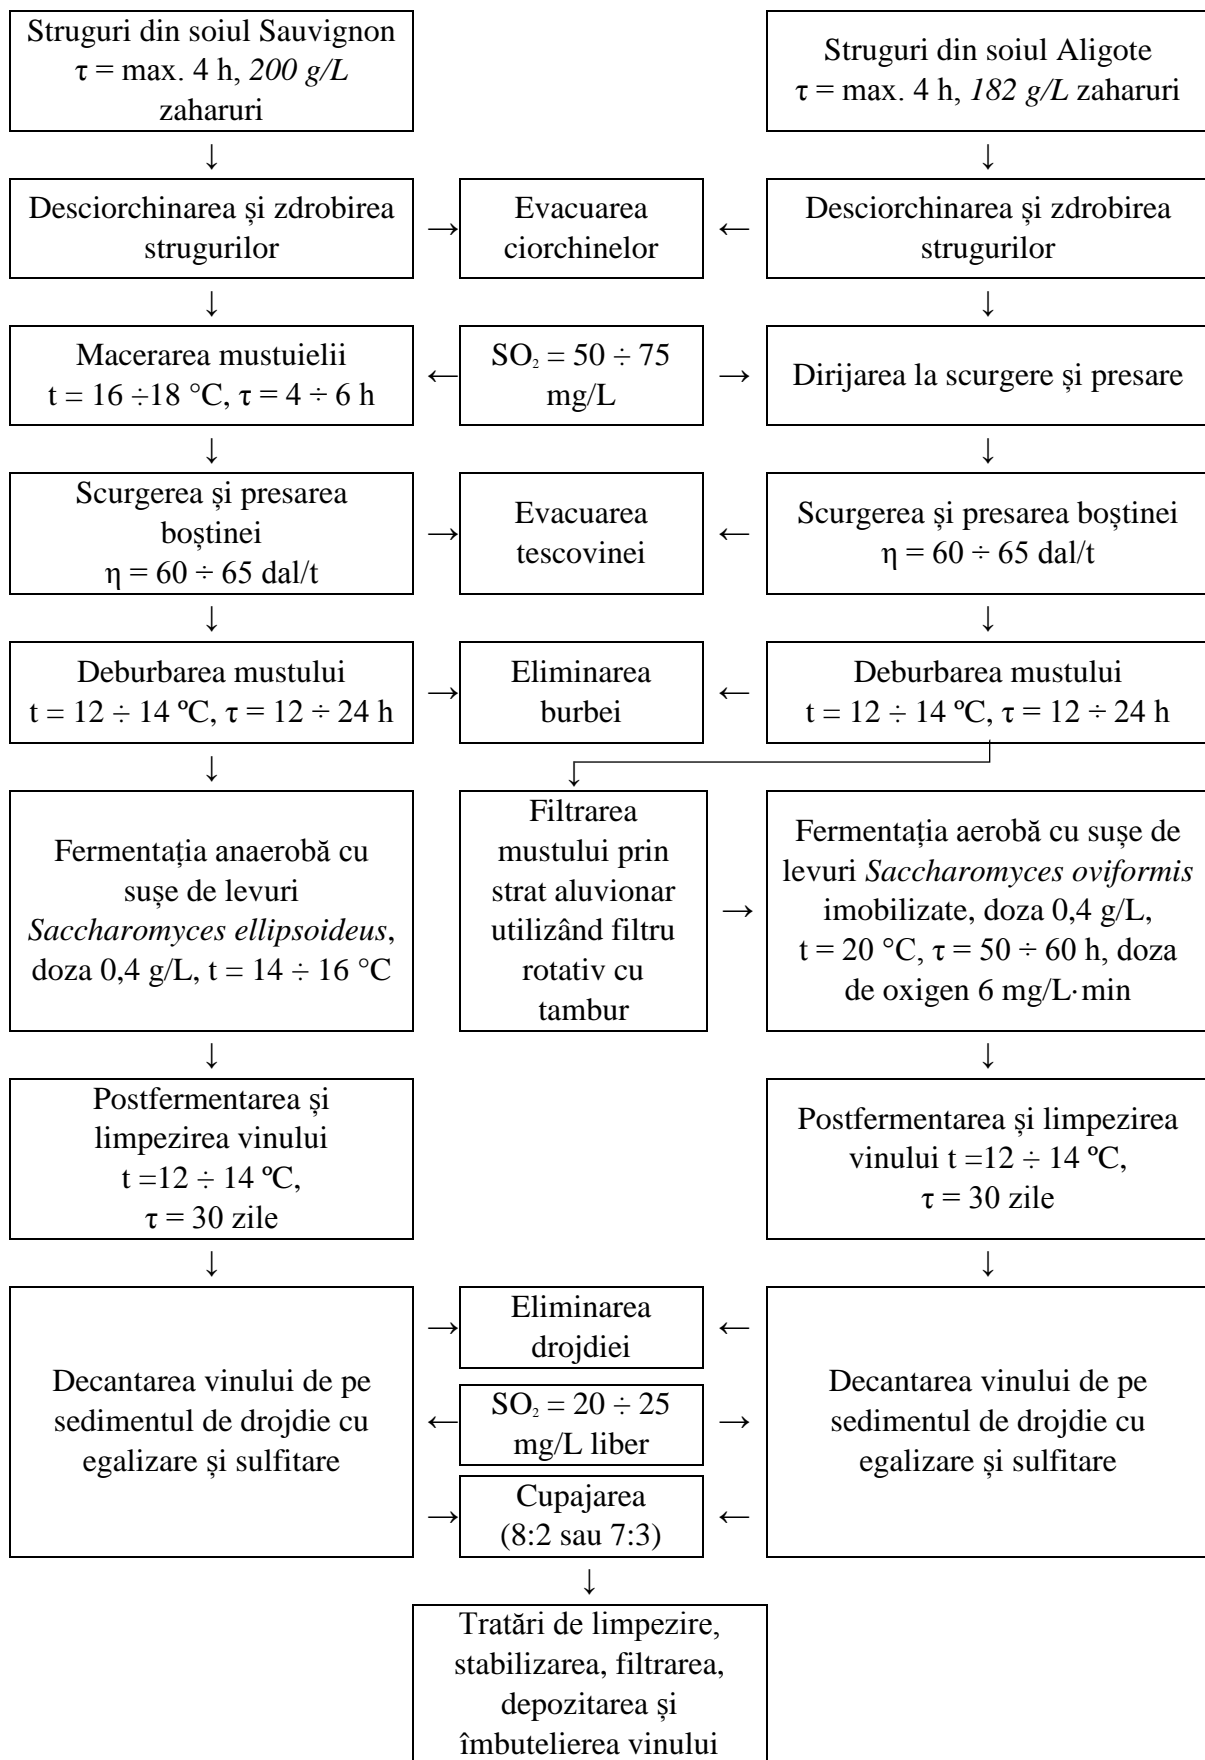 Struguri din soiul Sauvignon
τ = max. 4 h, 200 g/L
zaharuri
Struguri din soiul Aligote
τ = max. 4 h, 182 g/L zaharuri
↓
↓
Desciorchinarea și zdrobirea
strugurilor
→
Evacuarea
ciorchinelor
←
Desciorchinarea și zdrobirea
strugurilor
↓
↓
Macerarea mustuielii
t = 16 ÷18 °C, τ = 4 ÷ 6 h
←
SO₂ = 50 ÷ 75
mg/L
→
Dirijarea la scurgere și presare
↓
↓
Scurgerea și presarea
boștinei
η = 60 ÷ 65 dal/t
→
Evacuarea
tescovinei
←
Scurgerea și presarea boștinei
η = 60 ÷ 65 dal/t
↓
↓
Deburbarea mustului
t = 12 ÷ 14 ºC, τ = 12 ÷ 24 h
→
Eliminarea
burbei
←
Deburbarea mustului
t = 12 ÷ 14 ºC, τ = 12 ÷ 24 h
↓
↓
Fermentația anaerobă cu
sușe de levuri
Saccharomyces ellipsoideus,
doza 0,4 g/L, t = 14 ÷ 16 °C
Filtrarea
mustului prin
strat aluvionar
utilizând filtru
rotativ cu
tambur
→
Fermentația aerobă cu sușe de
levuri Saccharomyces oviformis
imobilizate, doza 0,4 g/L,
t = 20 °C, τ = 50 ÷ 60 h, doza
de oxigen 6 mg/L·min
↓
↓
Postfermentarea și
limpezirea vinului
t =12 ÷ 14 ºC,
τ = 30 zile
Postfermentarea și limpezirea
vinului t =12 ÷ 14 ºC,
τ = 30 zile
↓
↓
Decantarea vinului de pe
sedimentul de drojdie cu
egalizare și sulfitare
→
Eliminarea
drojdiei
←
←
SO₂ = 20 ÷ 25
mg/L liber
→
→
Cupajarea
(8:2 sau 7:3)
←
Decantarea vinului de pe
sedimentul de drojdie cu
egalizare și sulfitare
↓
Tratări de limpezire,
stabilizarea, filtrarea,
depozitarea și
îmbutelierea vinului